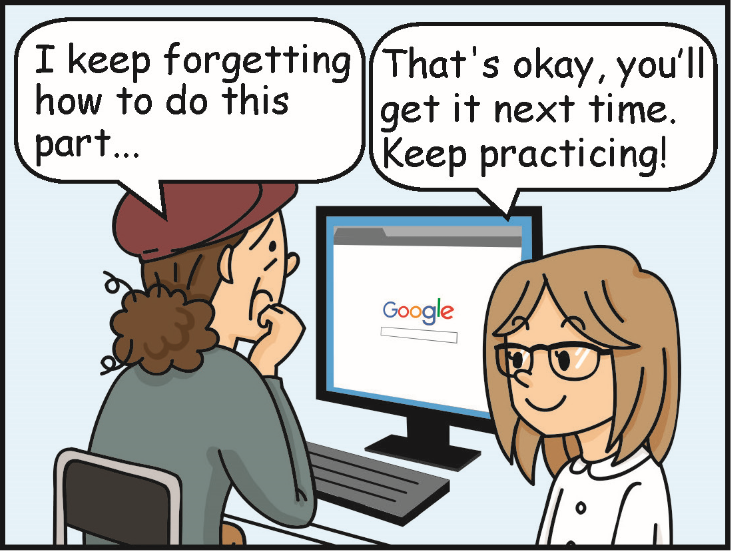 I keep forgetting
how to do this
part...
That's okay, you’ll
get it next time.
Keep practicing!
Google